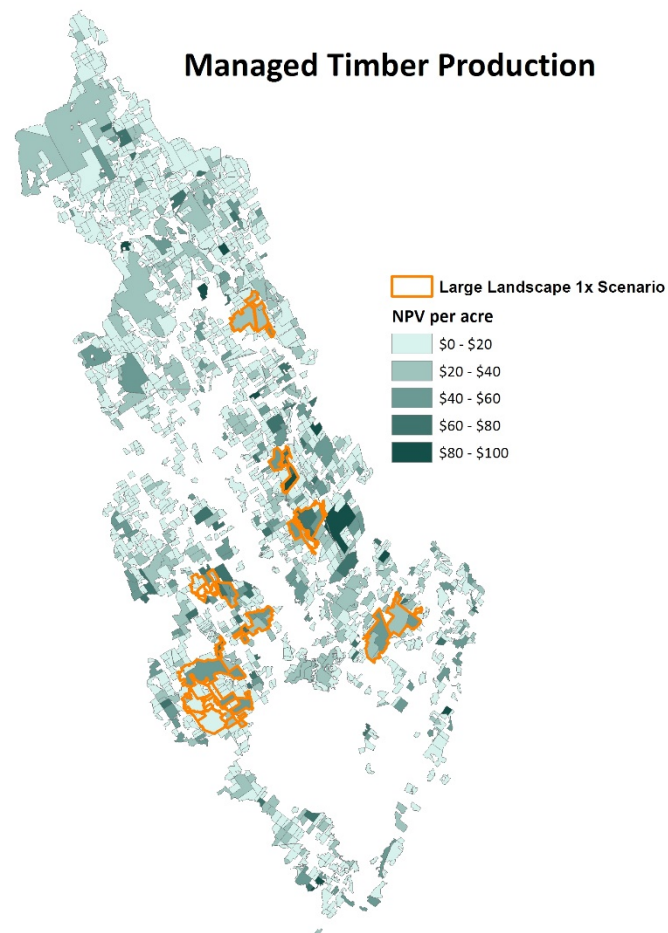 Managed Timber Production
Large Landscape 1x Scenario
NPV per acre
$0 - $20
$20 - $40
$40 - $60
$60 - $80
$80 - $100